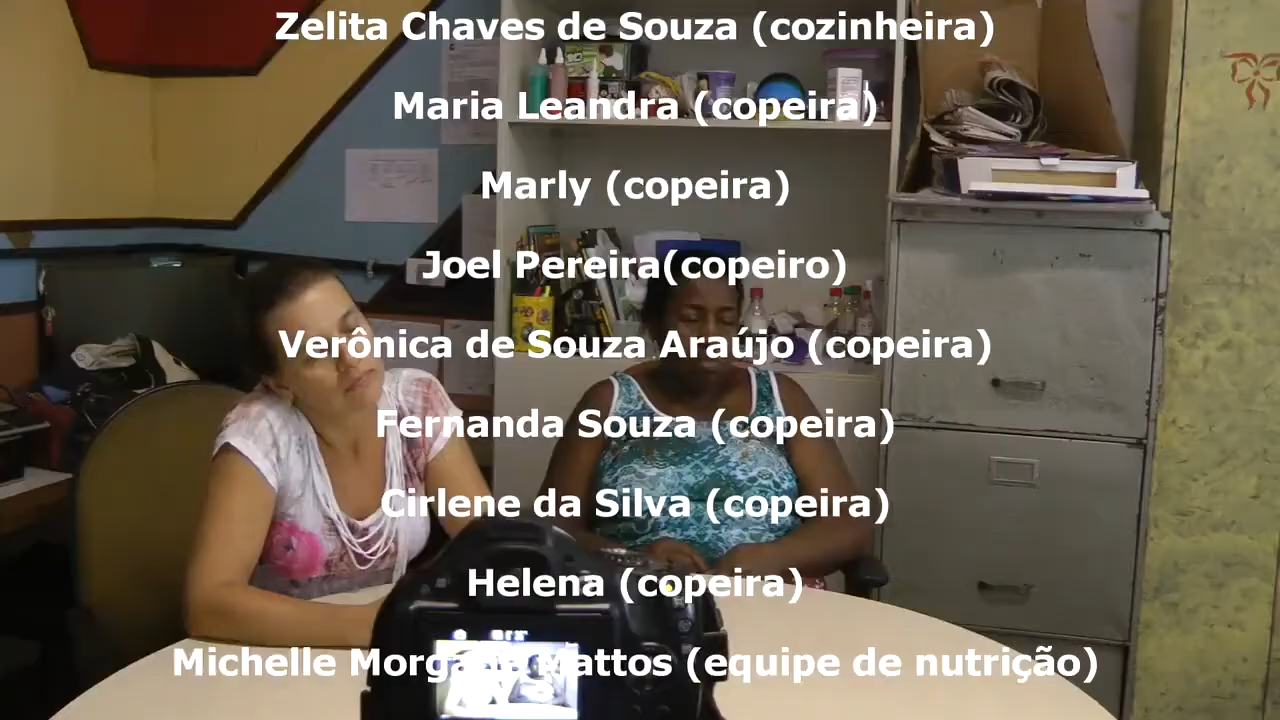 Zelita Chaves de Souza (cozinheira)
Maria Leandra (copeira)
Marly (copeira)
Joel Pereira(copeiro)
Verônica de Souza Araújo (copeira)
Fernanda Souza (copeira)
Cirlene da Silva (copeira)
Helena (copeira)
Michelle Mattos (equipe de nutrição)